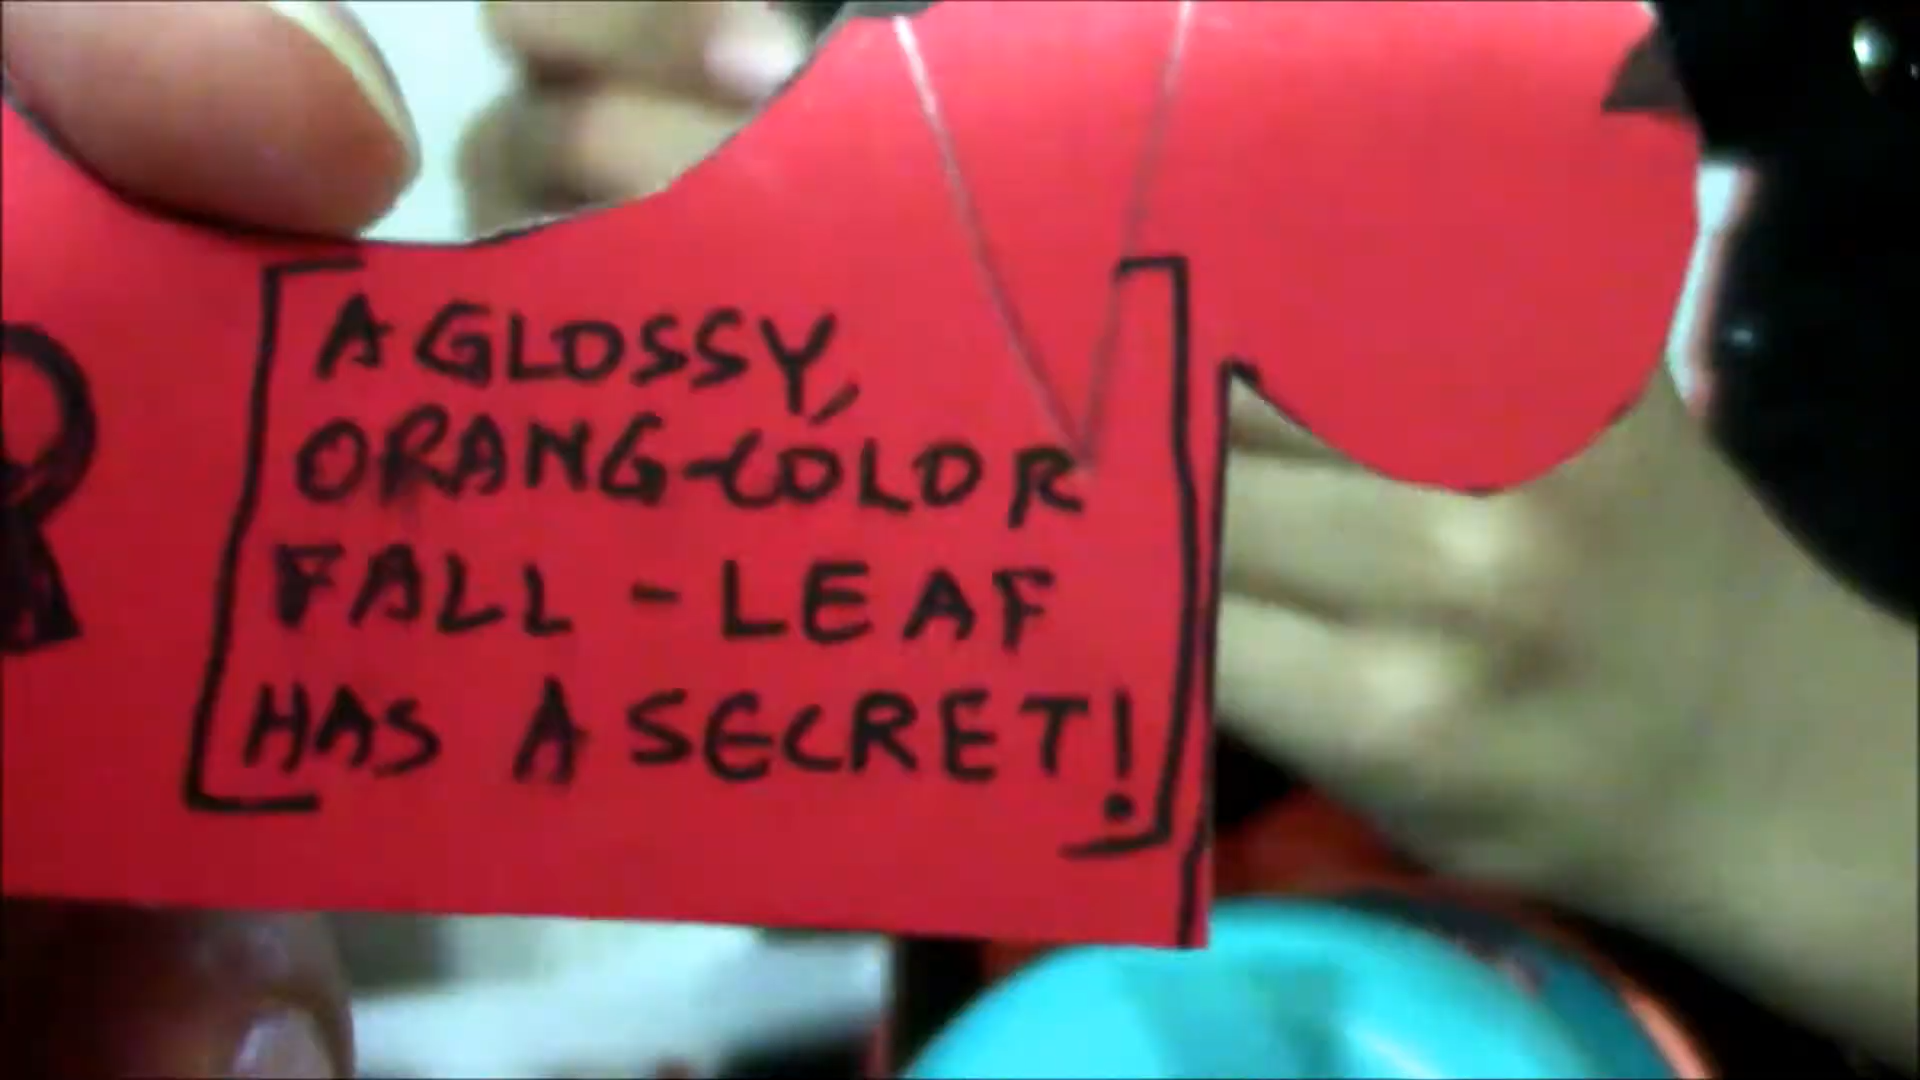 A GLOSSY,
ORANG-COLOR
FALL - LEAF
HAS A SECRET!